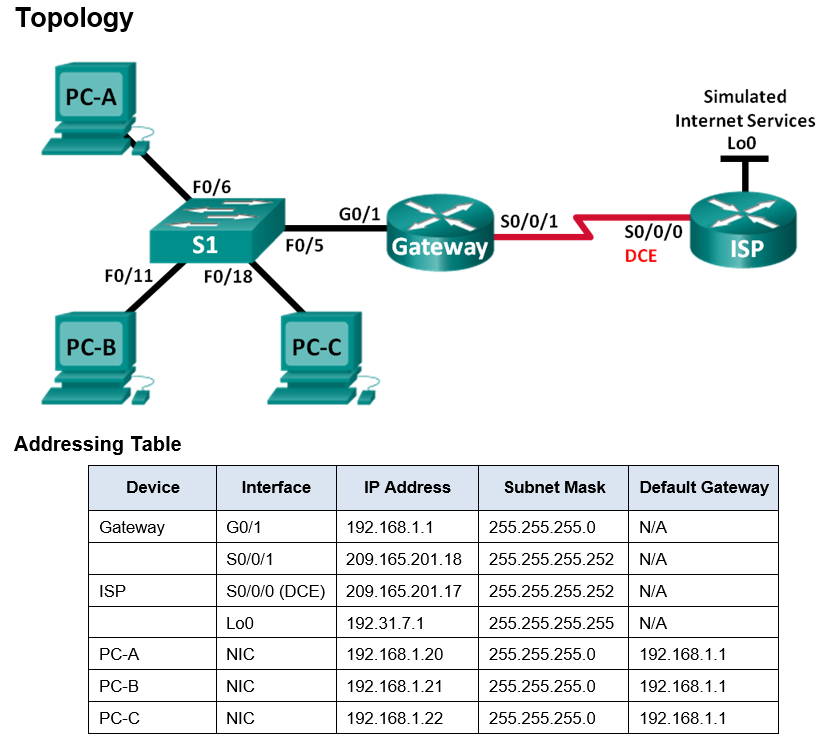 Topology
PC-A
Simulated
Internet Services
Lo0
F0/6
G0/1
S0/0/1
S0/0/0
DCE
S1
F0/5
Gateway
ISP
F0/11
F0/18
PC-B
PC-C
Addressing Table
Device Interface IP Address Subnet Mask Default Gateway
Gateway G0/1 192.168.1.1 255.255.255.0 N/A
S0/0/1 209.165.201.18 255.255.255.252 N/A
ISP S0/0/0 (DCE) 209.165.201.17 255.255.255.252 N/A
Lo0 192.31.7.1 255.255.255.255 N/A
PC-A NIC 192.168.1.20 255.255.255.0 192.168.1.1
PC-B NIC 192.168.1.21 255.255.255.0 192.168.1.1
PC-C NIC 192.168.1.22 255.255.255.0 192.168.1.1